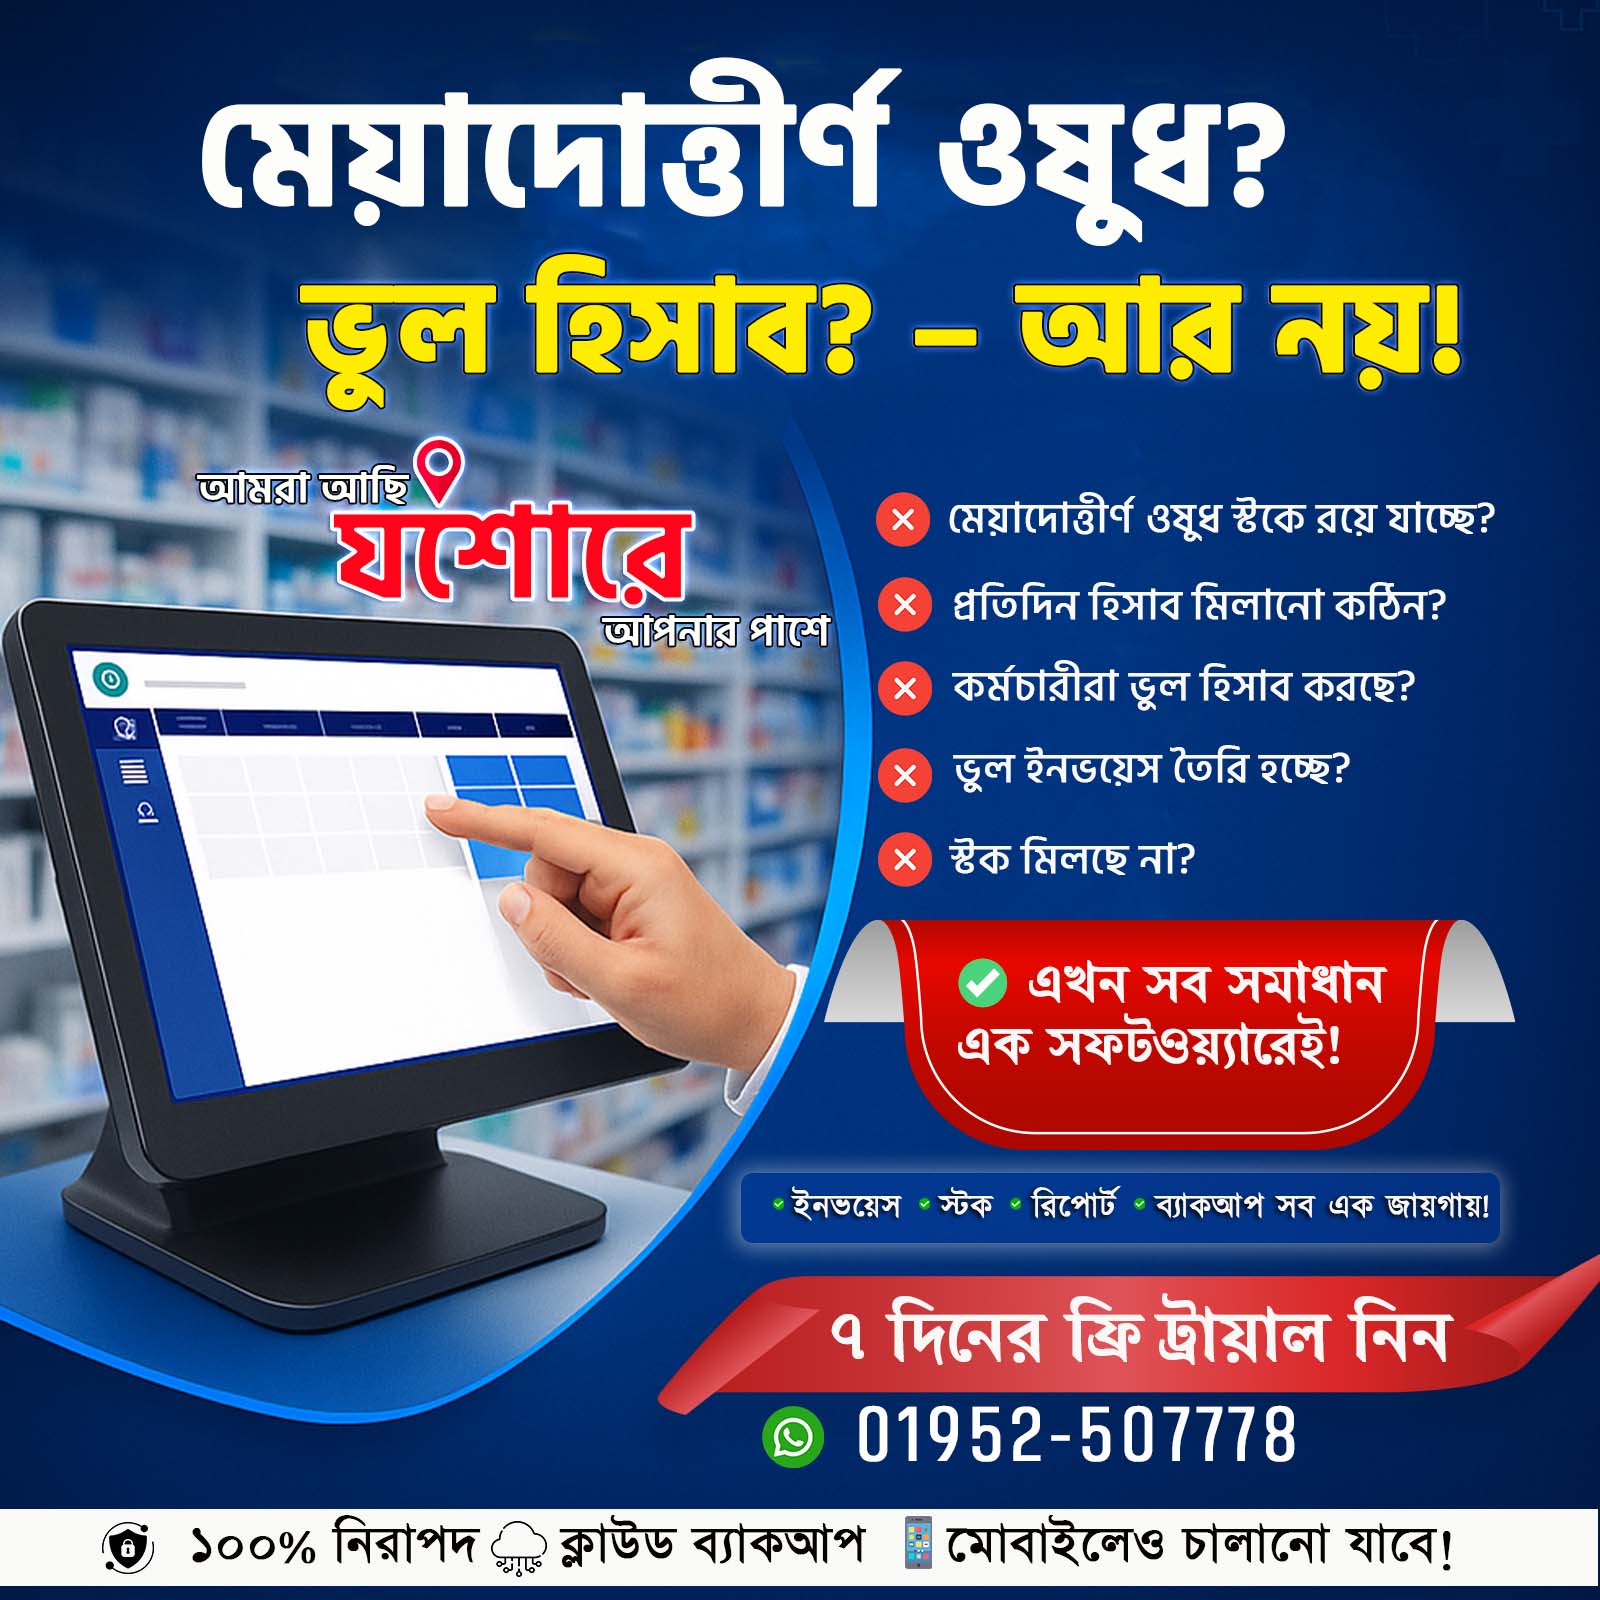 মেয়াদোত্তীর্ণ ওষুধ?
ভুল হিসাব? – আর নয়!
আমরা আছি
যশোরে
আপনার পাশে
মেয়াদোত্তীর্ণ ওষুধ স্টকে রয়ে যাচ্ছে?
প্রতিদিন হিসাব মিলানো কঠিন?
কর্মচারীরা ভুল হিসাব করছে?
ভুল ইনভয়েস তৈরি হচ্ছে?
স্টক মিলছে না?
এখন সব সমাধান
এক সফটওয়্যারেই!
ইনভয়েস স্টক রিপোর্ট ব্যাকআপ সব এক জায়গায়!
৭ দিনের ফ্রি ট্রায়াল নিন
01952-507778
১০০% নিরাপদ ক্লাউড ব্যাকআপ মোবাইলেও চালানো যাবে!